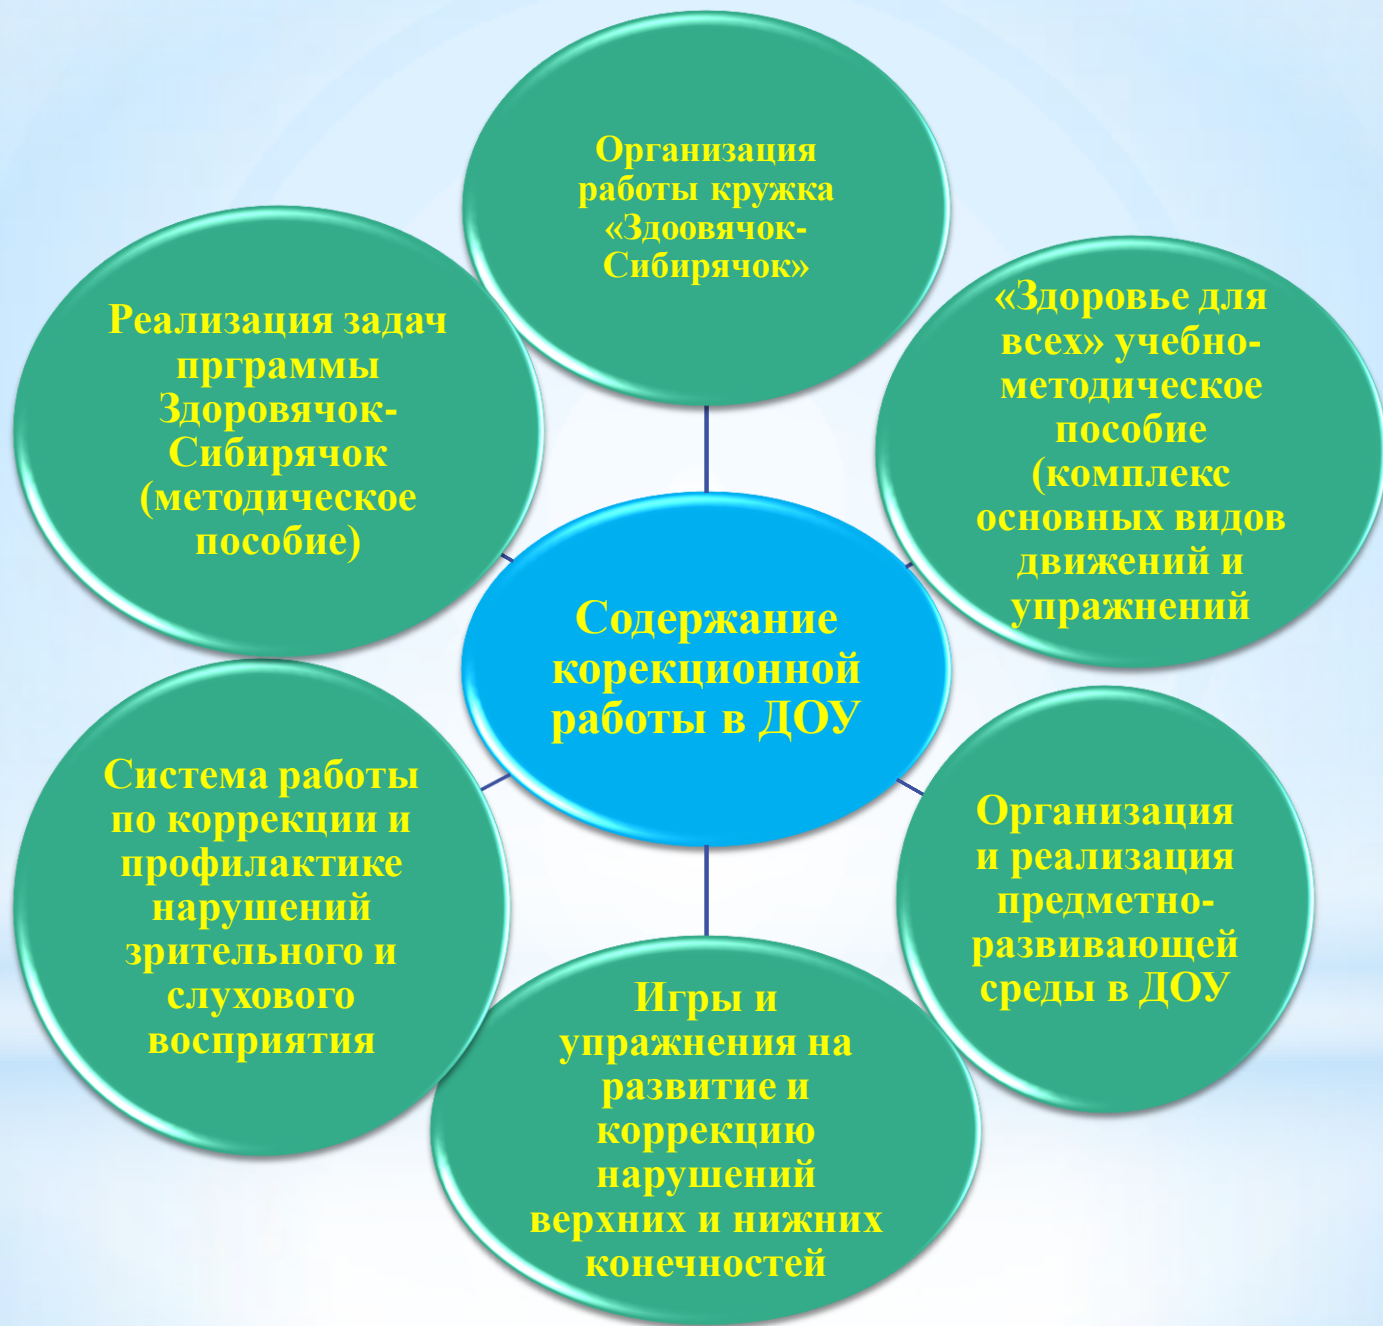 Организация
работы кружка
«Здоовячок-
Сибирячок»
«Здоровье для
всех» учебно-
методическое
пособие
(комплекс
основных видов
движений и
упражнений
Организация
и реализация
предметно-
развивающей
среды в ДОУ
Игры и
упражнения на
развитие и
коррекцию
нарушений
верхних и нижних
конечностей
Система работы
по коррекции и
профилактике
нарушений
зрительного и
слухового
восприятия
Реализация задач
прграммы
Здоровячок-
Сибирячок
(методическое
пособие)
Содержание
корекционной
работы в ДОУ